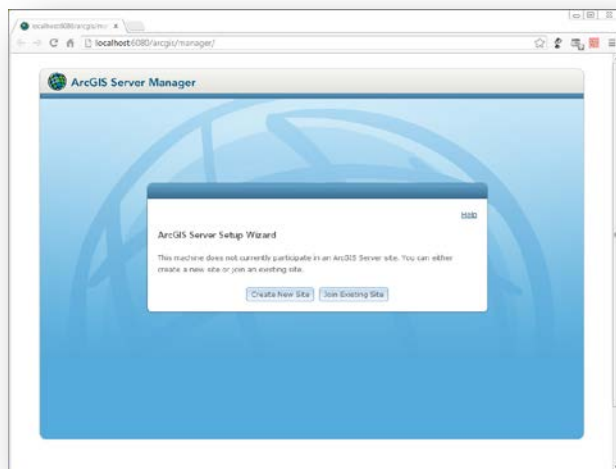 localhost:6080/arcgis/manager/
ArcGIS Server Manager
Help
ArcGIS Server Setup Wizard
This machine does not currently participate in an ArcGIS Server site. You can either
create a new site or join an existing site.
Create New Site Join Existing Site